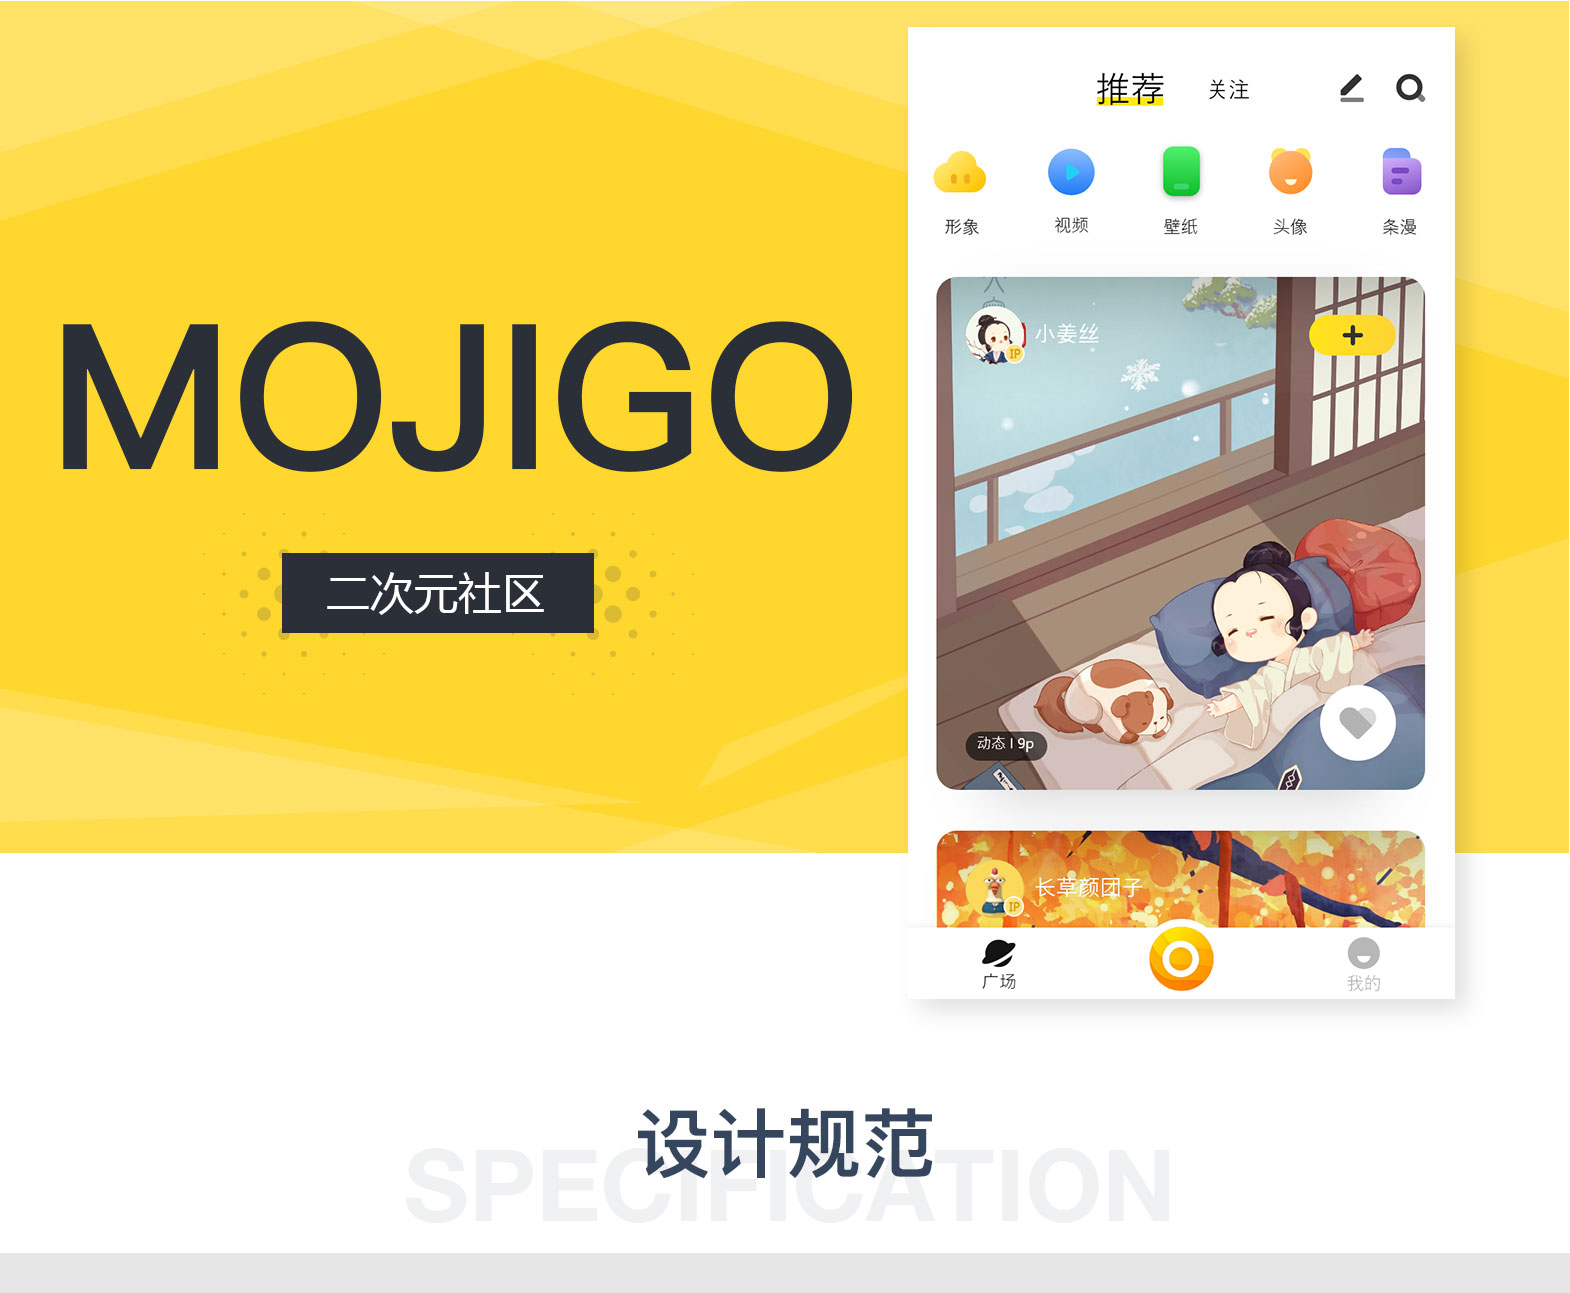 MOJIGO
二次元社区
推荐 关注
形象 视频 壁纸 头像 条漫
小姜丝
IP
动态 | 9p
长草颜团子
IP
广场 我的
设计规范
SPECIFICATION